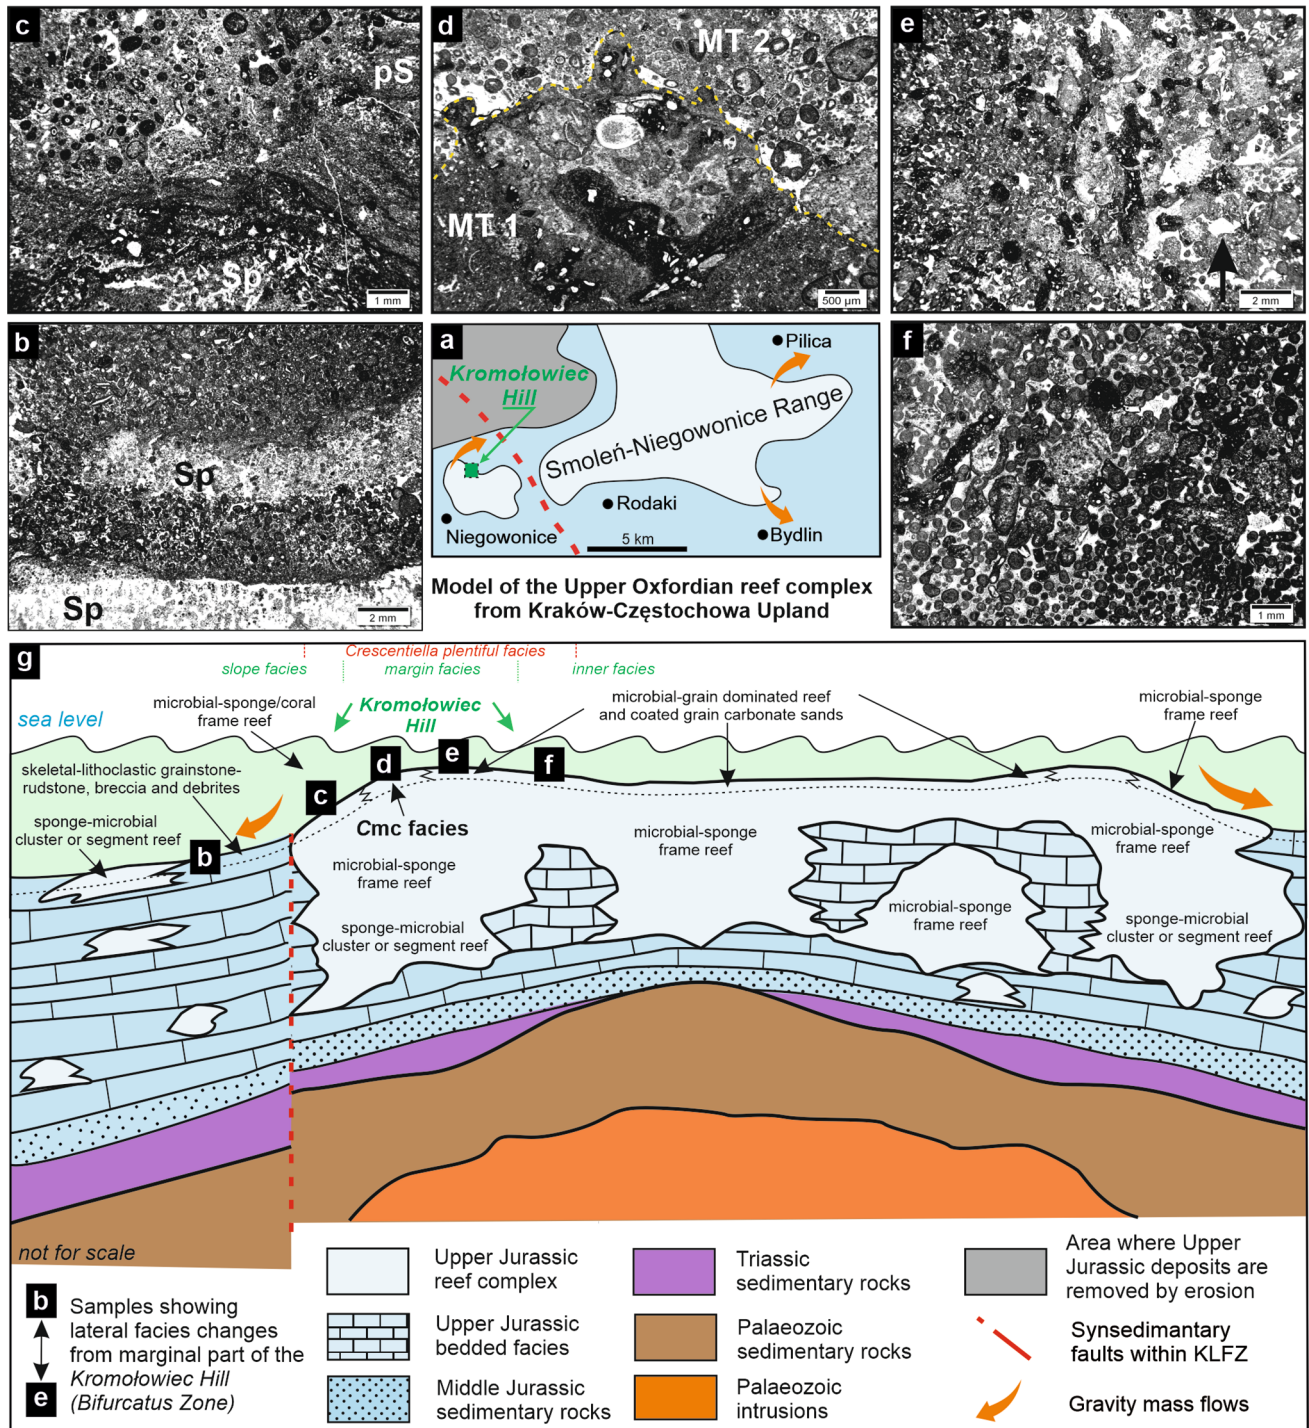 c
pS
Sp
1 mm
d
MT 2
MT 1
500 µm
e
2 mm
b
Sp
Sp
2 mm
a
Kromołowiec
Hill
Pilica
Smoleń-Niegowonice Range
Rodaki
Niegowonice
5 km
Bydlin
Model of the Upper Oxfordian reef complex
from Kraków-Częstochowa Upland
f
1 mm
g
Crescentiella plentiful facies
slope facies
margin facies
inner facies
sea level
microbial-sponge/coral
frame reef
Kromołowiec
Hill
microbial-grain dominated reef
and coated grain carbonate sands
microbial-sponge
frame reef
skeletal-lithoclastic grainstone-
rudstone, breccia and debrites
sponge-microbial
cluster or segment reef
b
c
d
e
f
Cmc facies
microbial-sponge
frame reef
sponge-microbial
cluster or segment reef
microbial-sponge
frame reef
microbial-sponge
frame reef
microbial-sponge
frame reef
sponge-microbial
cluster or segment reef
not for scale
b
e
Samples showing
lateral facies changes
from marginal part of the
Kromołowiec Hill
(Bifurcatus Zone)
Upper Jurassic
reef complex
Upper Jurassic
bedded facies
Middle Jurassic
sedimentary rocks
Triassic
sedimentary rocks
Palaeozoic
sedimentary rocks
Palaeozoic
intrusions
Area where Upper
Jurassic deposits are
removed by erosion
Synsedimantary
faults within KLFZ
Gravity mass flows